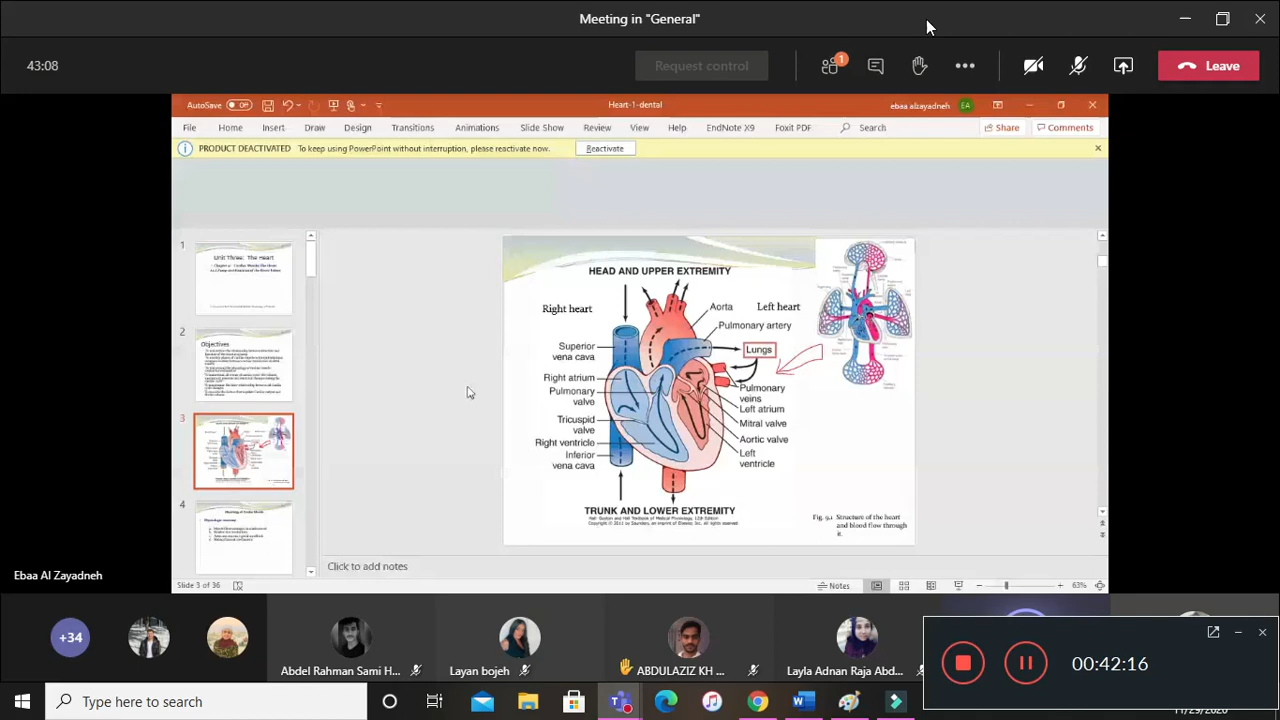 Meeting in "General"
43:08
1
Request control
Leave
AutoSave Off
Heart-1-dental
ebaa alzayadneh EA
File Home Insert Draw Design Transitions Animations Slide Show Review View Help EndNote X9 Foxit PDF Search Share Comments
PRODUCT DEACTIVATED To keep using PowerPoint without interruption, please reactivate now. Reactivate
1
Unit Three: The Heart
2
Objectives
3
4
HEAD AND UPPER EXTREMITY
Right heart
Left heart
Aorta
Pulmonary artery
Superior
vena cava
Lungs
Right atrium
Pulmonary
valve
Tricuspid
valve
Right ventricle
Inferior
vena cava
Pulmonary
veins
Left atrium
Mitral valve
Aortic valve
Left
ventricle
TRUNK AND LOWER EXTREMITY
Fig. 9.1 Structure of the heart
and blood flow through
it.
Click to add notes
Slide 3 of 36
Notes
63%
Ebaa Al Zayadneh
+34
Abdel Rahman Sami H...
Layan bojeh
ABDULAZIZ KH ...
Layla Adnan Raja Abd...
00:42:16
Type here to search
11/29/2020